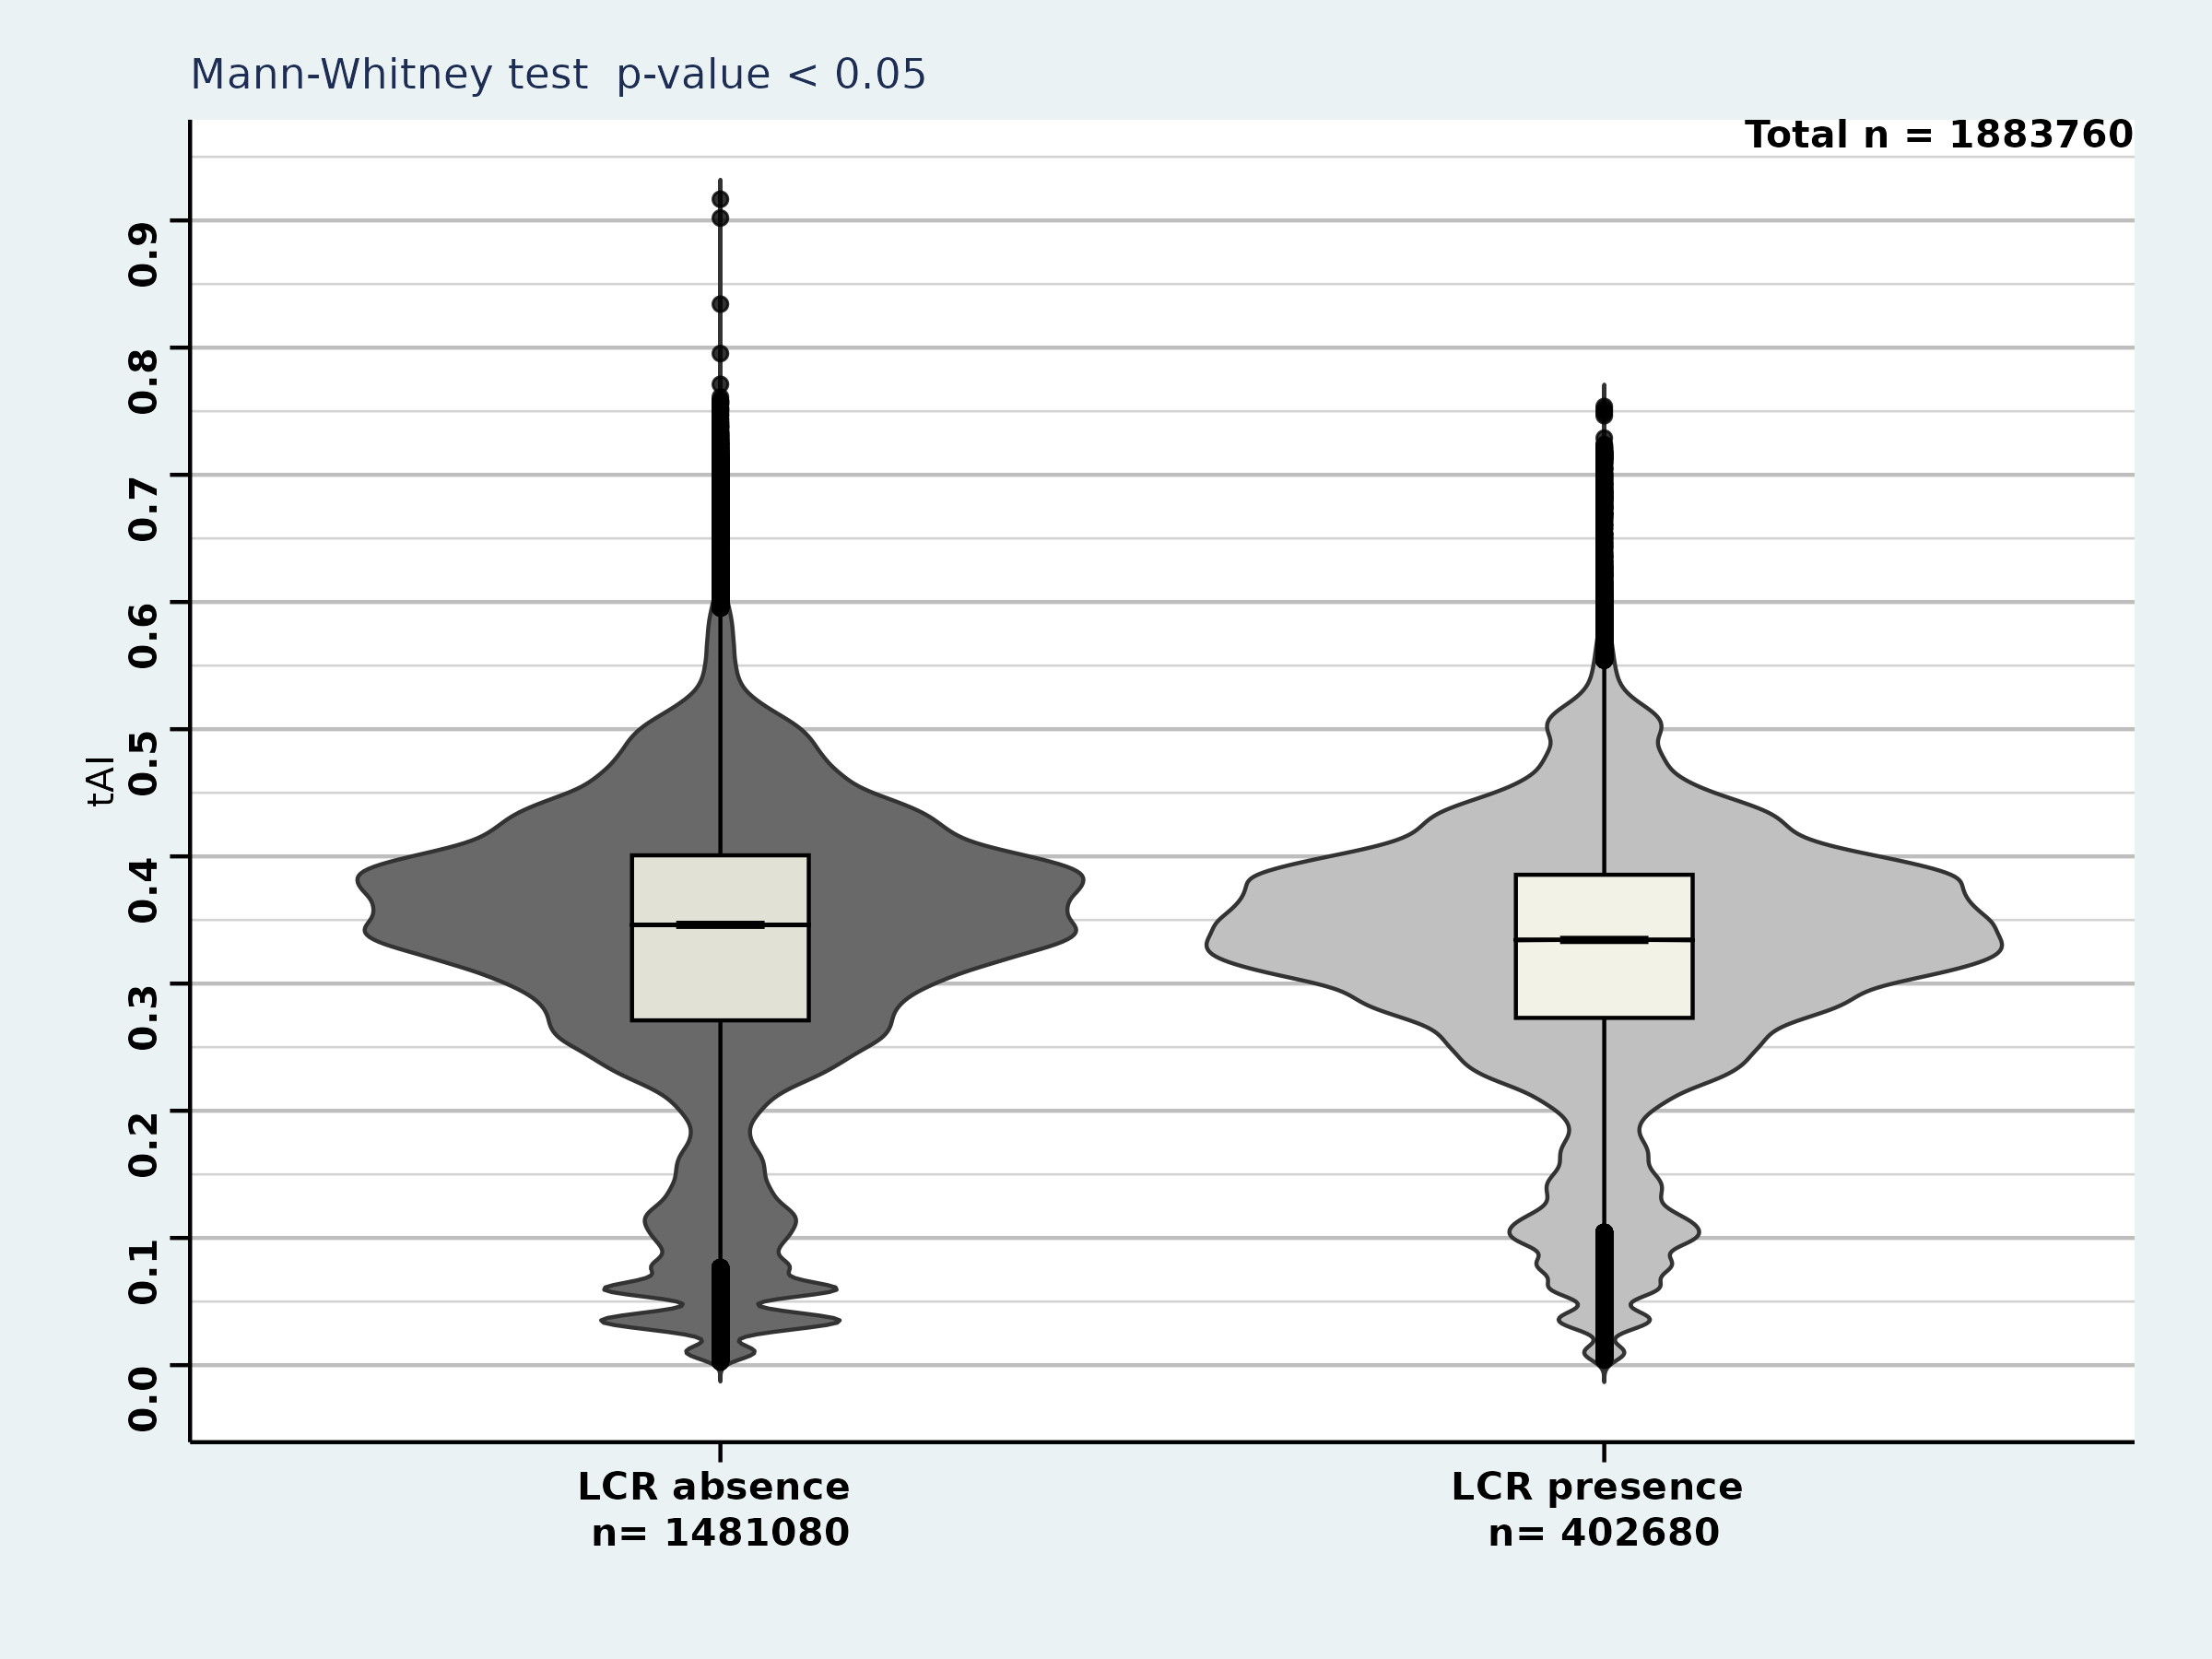 Mann-Whitney test  p-value < 0.05
Total n = 1883760
0.9
0.8
0.7
0.6
0.5
0.4
0.3
0.2
0.1
0.0
tAI
LCR absence
n= 1481080
LCR presence
n= 402680